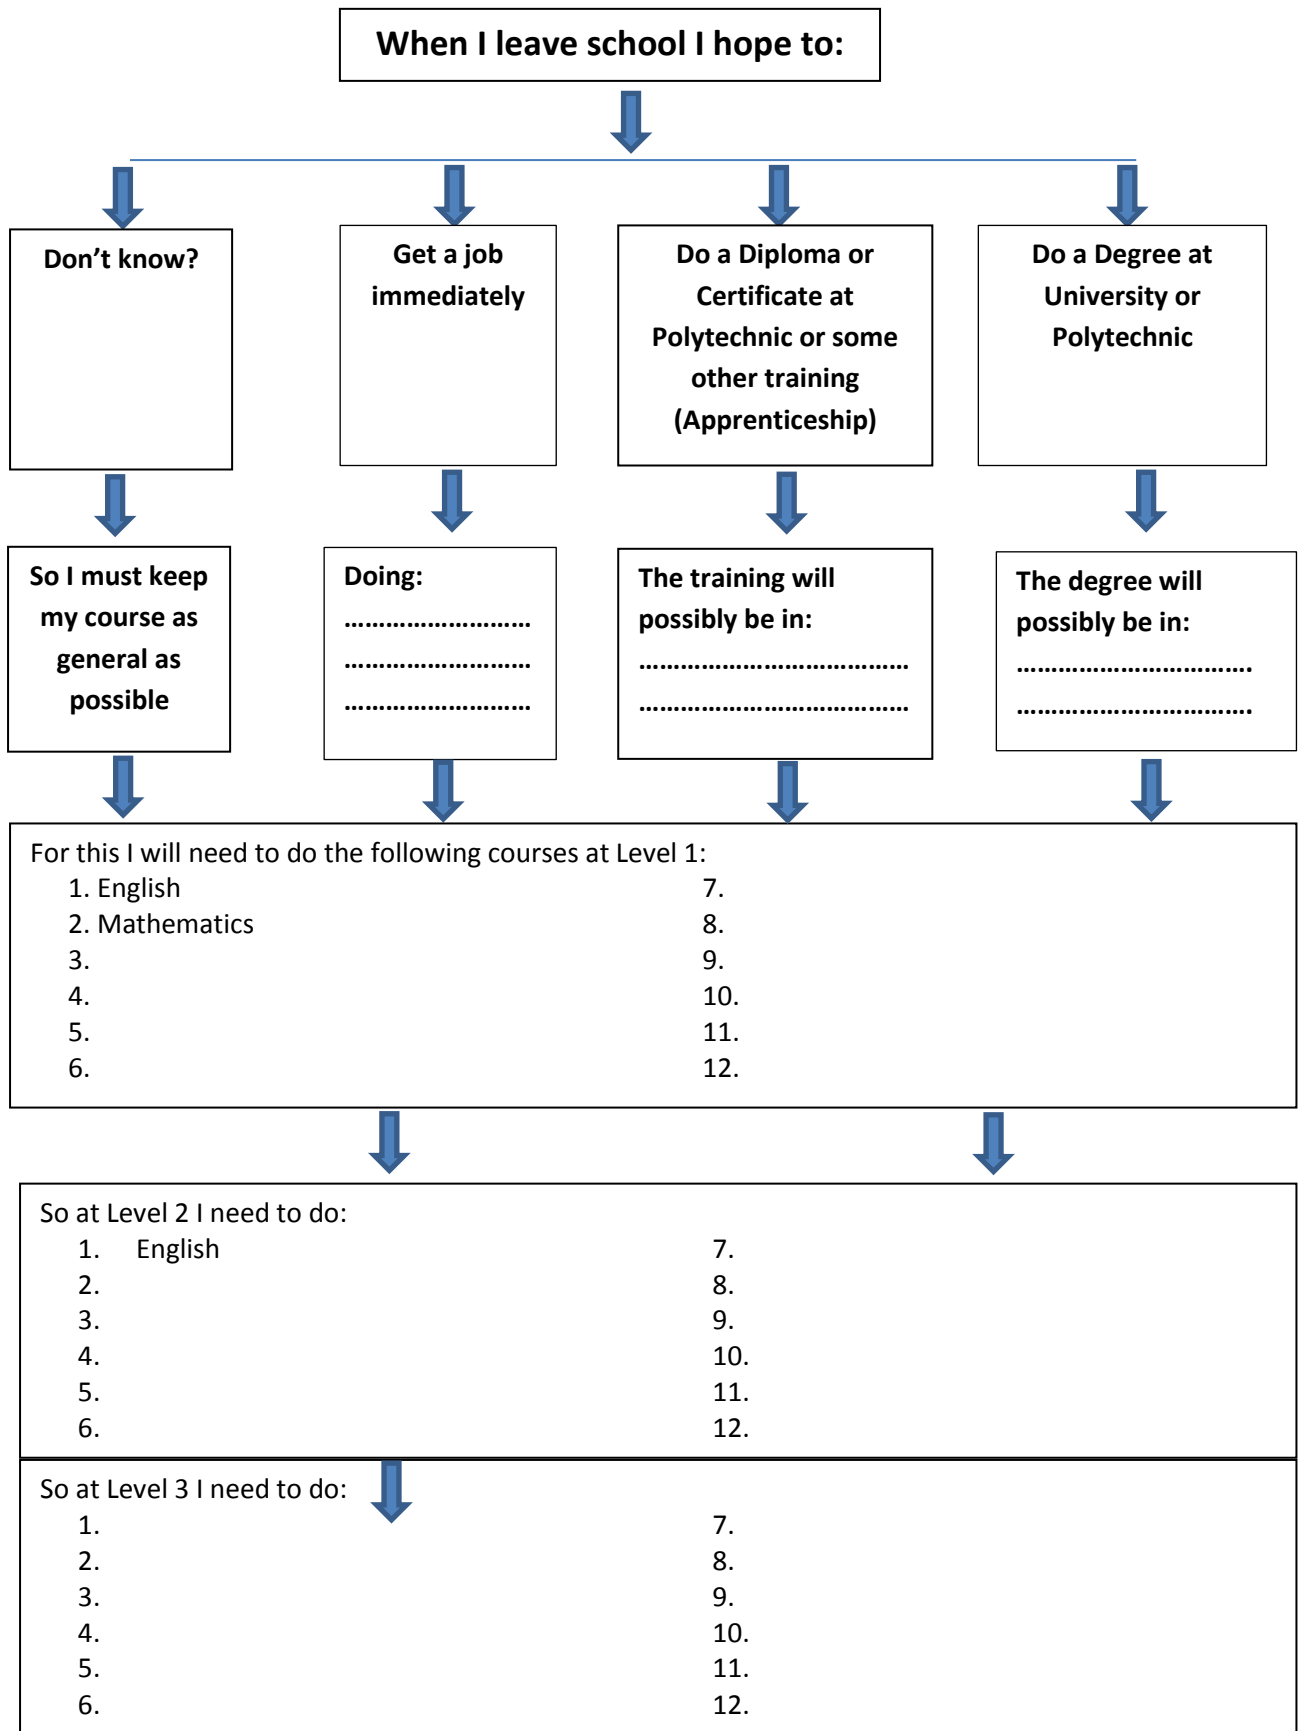 When I leave school I hope to:
Don’t know?
Get a job
immediately
Do a Diploma or
Certificate at
Polytechnic or some
other training
(Apprenticeship)
Do a Degree at
University or
Polytechnic
So I must keep
my course as
general as
possible
Doing:
………………………
………………………
………………………
The training will
possibly be in:
…………………………………
…………………………………
The degree will
possibly be in:
…………………………….
…………………………….
For this I will need to do the following courses at Level 1:
1. English
2. Mathematics
3.
4.
5.
6.
7.
8.
9.
10.
11.
12.
So at Level 2 I need to do:
1. English
2.
3.
4.
5.
6.
7.
8.
9.
10.
11.
12.
So at Level 3 I need to do:
1.
2.
3.
4.
5.
6.
7.
8.
9.
10.
11.
12.